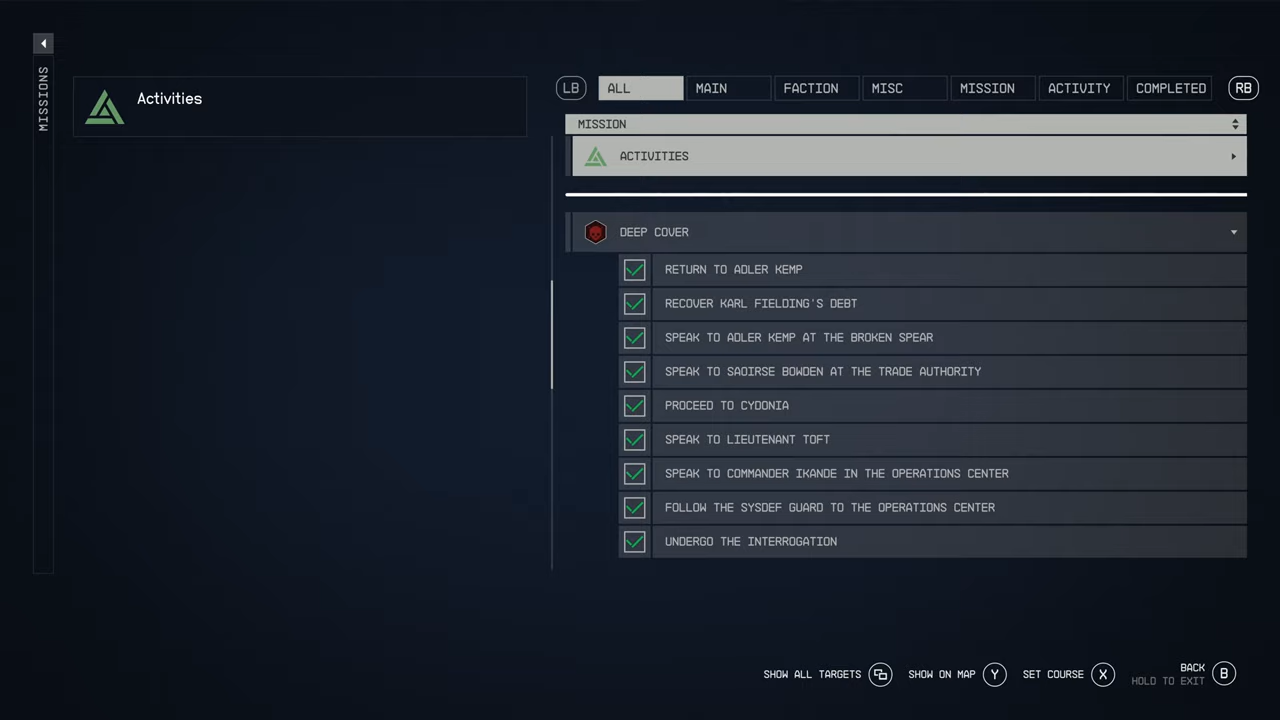 MISSIONS
Activities
LB
ALL
MAIN
FACTION
MISC
MISSION
ACTIVITY
COMPLETED
RB
MISSION
ACTIVITIES
DEEP COVER
RETURN TO ADLER KEMP
RECOVER KARL FIELDING'S DEBT
SPEAK TO ADLER KEMP AT THE BROKEN SPEAR
SPEAK TO SAOIRSE BOWDEN AT THE TRADE AUTHORITY
PROCEED TO CYDONIA
SPEAK TO LIEUTENANT TOFT
SPEAK TO COMMANDER IKANDE IN THE OPERATIONS CENTER
FOLLOW THE SYSDEF GUARD TO THE OPERATIONS CENTER
UNDERGO THE INTERROGATION
SHOW ALL TARGETS
SHOW ON MAP Y
SET COURSE X
BACK B
HOLD TO EXIT